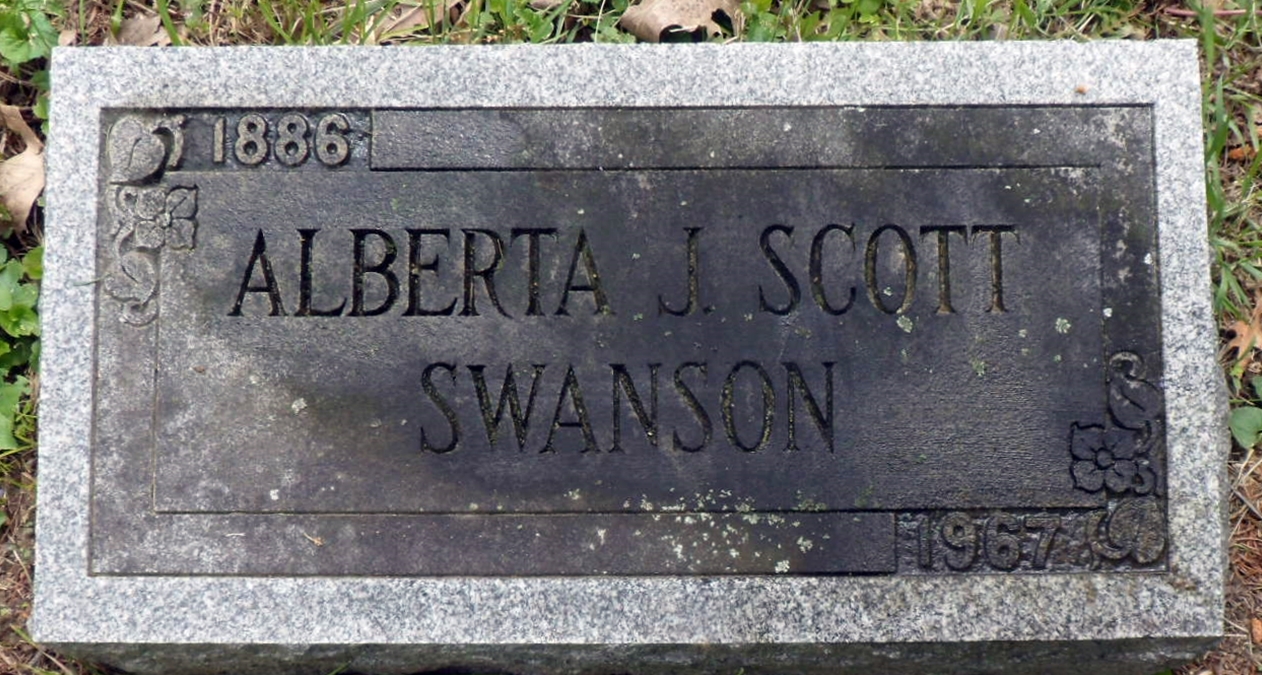 1886
ALBERTA J. SCOTT
SWANSON
1967